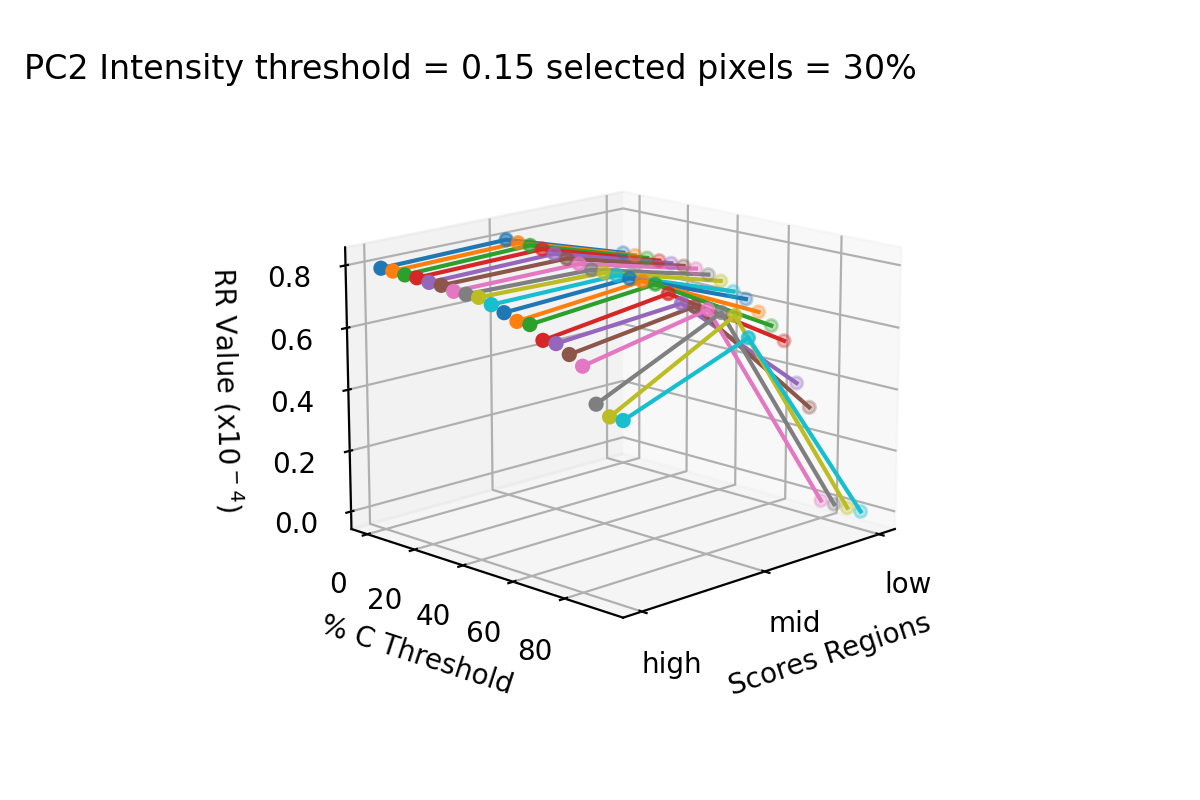 PC2 Intensity threshold = 0.15 selected pixels = 30%
RR Value (x10⁻⁴)
0.8
0.6
0.4
0.2
0.0
0
20
40
60
80
% C Threshold
high
mid
low
Scores Regions